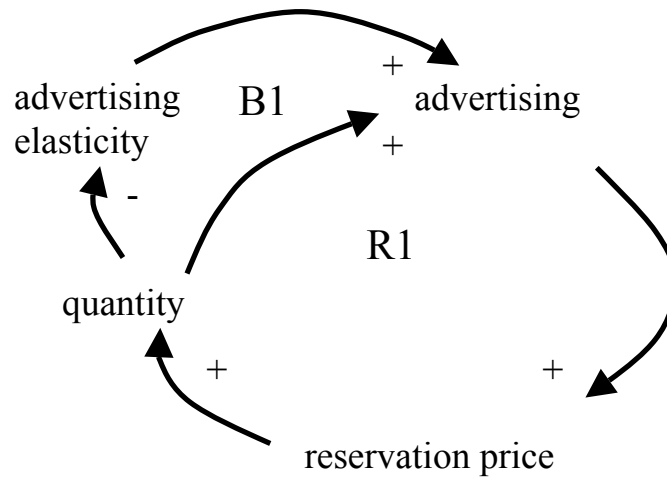 +
advertising
elasticity
B1
advertising
+
-
R1
quantity
+
+
reservation price